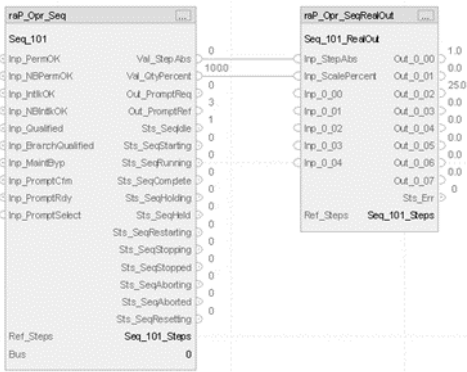 raP_Opr_Seq ...
Seq_101
Inp_PermOK Val_StepAbs 0
Inp_NBPermOK Val_QtyPercent 100.0
Inp_IntlkOK Out_PromptReq 0
Inp_NBIntlkOK Out_PromptRef 3
Inp_Qualified Sts_SeqIdle 1
Inp_BranchQualified Sts_SeqStarting 0
Inp_MaintByp Sts_SeqRunning 0
Inp_PromptCfm Sts_SeqComplete 0
Inp_PromptRdy Sts_SeqHolding 0
Inp_PromptSelect Sts_SeqHeld 0
Sts_SeqRestarting 0
Sts_SeqStopping 0
Sts_SeqStopped 0
Sts_SeqAborting 0
Sts_SeqAborted 0
Sts_SeqResetting 0
Ref_Steps Seq_101_Steps
Bus 0
raP_Opr_SeqRealOut ...
Seq_101_RealOut
Inp_StepAbs Out_0_00 1.0
Inp_ScalePercent Out_0_01 0.0
Inp_0_00 Out_0_02 25.0
Inp_0_01 Out_0_03 0.0
Inp_0_02 Out_0_04 0.0
Inp_0_03 Out_0_05 0.0
Inp_0_04 Out_0_06 0.0
Out_0_07 0.0
Sts_Err 0
Ref_Steps Seq_101_Steps